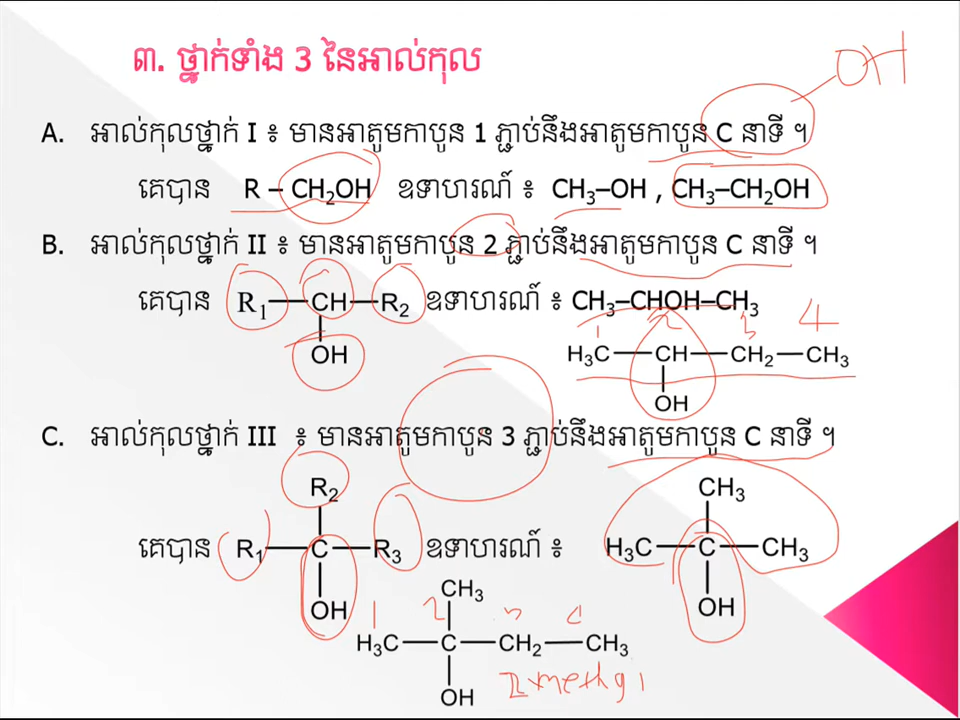 ៣. ថ្នាក់ទាំង 3 នៃអាល់កុល
OH
A. អាល់កុលថ្នាក់ I ៖ មានអាតូមកាបូន 1 ភ្ជាប់នឹងអាតូមកាបូន C នាទី ។
គេបាន R – CH₂OH ឧទាហរណ៍ ៖ CH₃–OH , CH₃–CH₂OH
B. អាល់កុលថ្នាក់ II ៖ មានអាតូមកាបូន 2 ភ្ជាប់នឹងអាតូមកាបូន C នាទី ។
គេបាន R₁ CH R₂ ឧទាហរណ៍ ៖ CH₃–CHOH–CH₃
OH
1 2 3 4
H₃C CH CH₂ CH₃
OH
C. អាល់កុលថ្នាក់ III ៖ មានអាតូមកាបូន 3 ភ្ជាប់នឹងអាតូមកាបូន C នាទី ។
R₂ CH₃
គេបាន R₁ C R₃ ឧទាហរណ៍ ៖ H₃C C CH₃
OH OH
CH₃
1 2 3
H₃C C CH₂ CH₃
OH